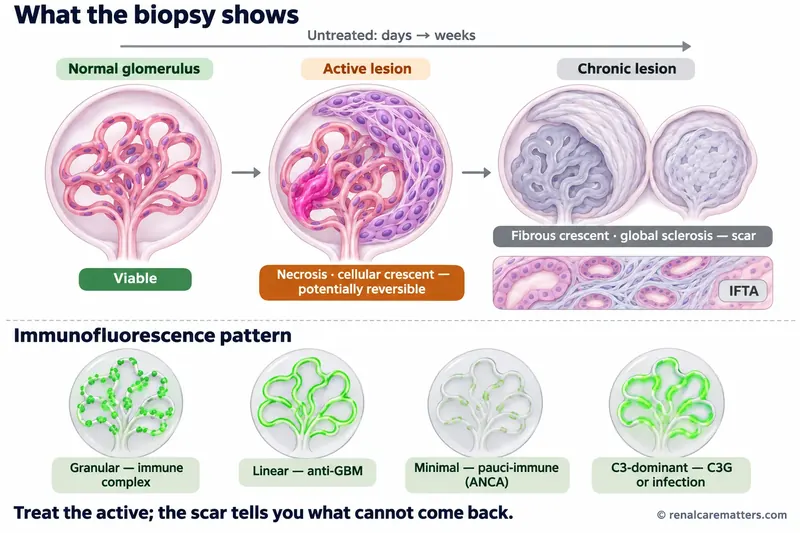 What the biopsy shows
Untreated: days → weeks
Normal glomerulus
Active lesion
Chronic lesion
Viable
Necrosis · cellular crescent —
potentially reversible
Fibrous crescent · global sclerosis — scar
IFTA
Immunofluorescence pattern
Granular — immune
complex
Linear — anti-GBM
Minimal — pauci-immune
(ANCA)
C3-dominant — C3G
or infection
Treat the active; the scar tells you what cannot come back.
© renalcarematters.com